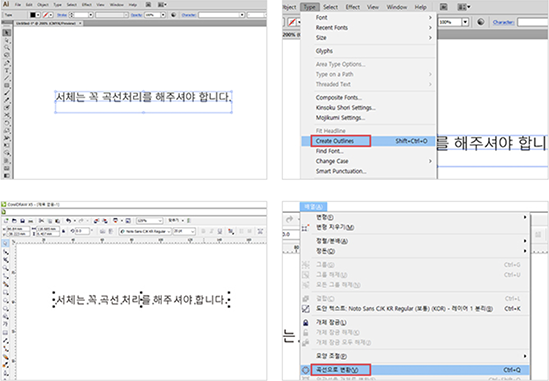 Ai
File Edit Object Type Select Effect View Window Help
Type Stroke: Opacity: 100% Character:
서체는 꼭 곡선처리를 해주셔야 합니다.
Object Type Select Effect View Window Help
Font
Recent Fonts
Size
Glyphs
Area Type Options...
Type on a Path
Threaded Text
Composite Fonts...
Kinsoku Shori Settings...
Mojikumi Settings...
Fit Headline
Create Outlines Shift+Ctrl+O
Find Font...
Change Case
Smart Punctuation...
100% Character:
를 해주셔야 합니
Noto Sans CJK KR Regular
서체는 꼭 곡선 처리를 해주셔야 합니다.
변형(T)
변형 지우기(M)
정렬/분배(A)
정돈(O)
그룹(G) Ctrl+G
그룹 해제(U) Ctrl+U
모든 그룹 해제(N)
결합(C) Ctrl+L
도안 텍스트: Noto Sans CJK KR Regular (보통) (KOR) - 레이어 1 분리(B) Ctrl+K
개체 잠금(L)
개체 잠금 해제(K)
개체 잠금 모두 해제(J)
모양 조절(P)
곡선으로 변환(V) Ctrl+Q
는